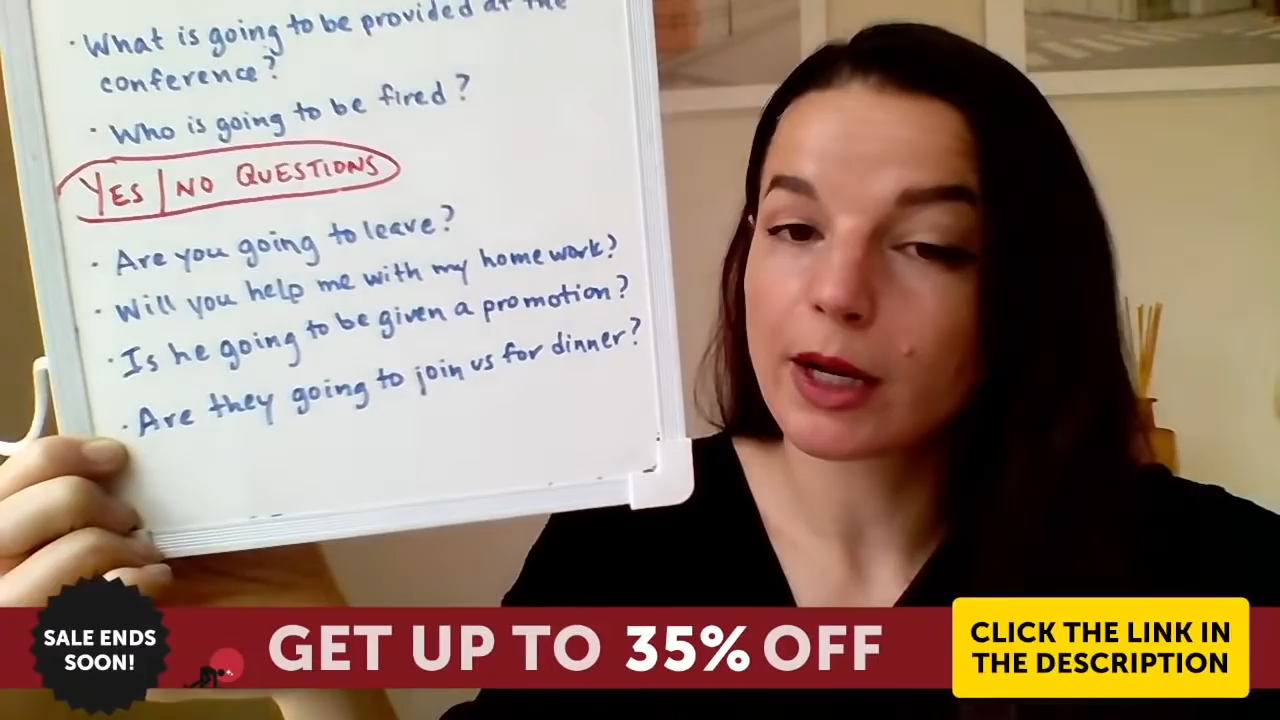 · What is going to be provided at the
conference?
· Who is going to be fired?
YES | NO QUESTIONS
· Are you going to leave?
· Will you help me with my homework?
· Is he going to be given a promotion?
· Are they going to join us for dinner?
SALE ENDS
SOON!
GET UP TO 35% OFF
CLICK THE LINK IN
THE DESCRIPTION